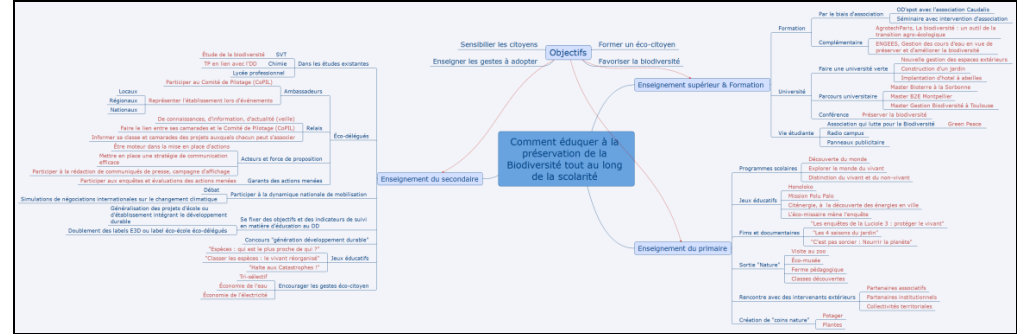 Objectifs
Sensibilier les citoyens
Enseigner les gestes à adopter
Former un éco-citoyen
Favoriser la biodiversité
Comment éduquer à la
préservation de la
Biodiversité tout au long
de la scolarité
Enseignement supérieur & Formation
Formation
Par le biais d'association
OD'spot avec l'association Caudalis
Séminaire avec intervention d'association
Complémentaire
AgrotechParis, La biodiversité : un outil de la
transition agro-écologique
ENGEES, Gestion des cours d'eau en vue de
préserver et d'améliorer la biodiversité
Université
Faire une université verte
Nouvelle gestion des espaces extérieurs
Construction d'un jardin
Implantation d'hotel à abeilles
Parcours universitaire
Master Bioterre à la Sorbonne
Master B2E Montpellier
Master Gestion Biodiversité à Toulouse
Conférence
Préserver la biodiversité
Vie étudiante
Association qui lutte pour la Biodiversité
Green Peace
Radio campus
Panneaux publicitaire
Enseignement du primaire
Programmes scolaires
Découverte du monde
Explorer le monde du vivant
Distinction du vivant et du non-vivant
Jeux éducatifs
Honoloko
Mission Polu Polo
Citénergie, à la découverte des énergies en ville
L'éco-missaire mène l'enquête
Fims et documentaires
"Les enquêtes de la Luciole 3 : protéger le vivant"
"Les 4 saisons du jardin"
"C'est pas sorcier : Nourrir la planète"
Sortie "Nature"
Visite au zoo
Éco-musée
Ferme pédagogique
Classes découvertes
Rencontre avec des intervenants extérieurs
Partenaires associatifs
Partenaires institutionnels
Collectivités territoriales
Création de "coins nature"
Potager
Plantes
Enseignement du secondaire
Dans les études existantes
Étude de la biodiversité
SVT
TP en lien avec l'DD
Chimie
Lycée professionnel
Éco-délégués
Ambassadeurs
Participer au Comité de Pilotage (CoPIL)
Représenter l'établissement lors d'événements
Locaux
Régionaux
Nationaux
Relais
De connaissances, d'information, d'actualité (veille)
Faire le lien entre ses camarades et le Comité de Pilotage (CoPIL)
Informer sa classe et camarades des projets auxquels chacun peut s'associer
Acteurs et force de proposition
Être moteur dans la mise en place d'actions
Mettre en place une stratégie de communication
efficace
Participer à la rédaction de communiqués de presse, campagne d'affichage
Garants des actions menées
Participer aux enquêtes et évaluations des actions menées
Participer à la dynamique nationale de mobilisation
Débat
Simulations de négociations internationales sur le changement climatique
Se fixer des objectifs et des indicateurs de suivi
en matière d'éducation au DD
Généralisation des projets d'école ou
d'établissement intégrant le développement
durable
Doublement des labels E3D ou label éco-école éco-délégués
Concours "génération développement durable"
Jeux éducatifs
"Espèces : qui est le plus proche de qui ?"
"Classer les espèces : le vivant réorganisé"
"Halte aux Catastrophes !"
Encourager les gestes éco-citoyen
Tri-sélectif
Économie de l'eau
Économie de l'électricité